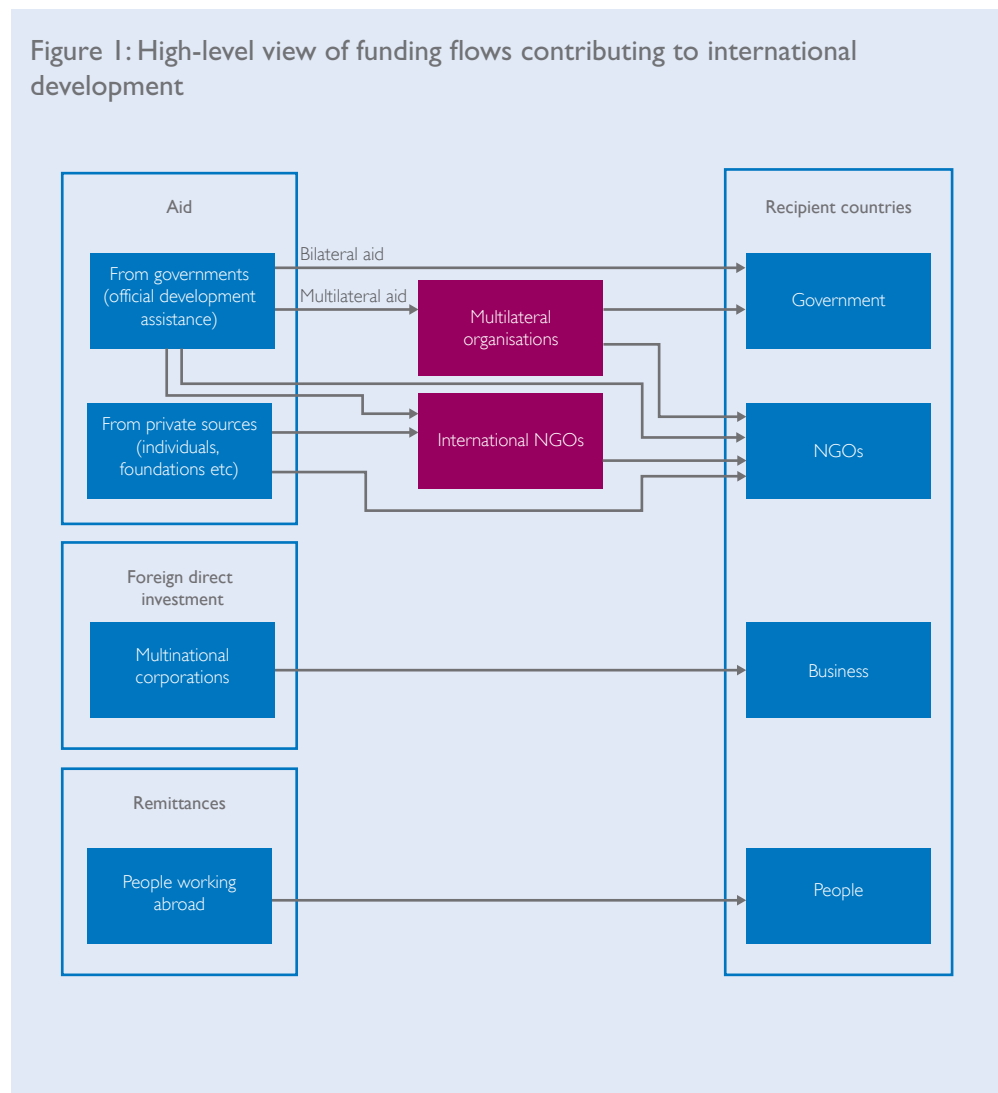 Figure 1: High-level view of funding flows contributing to international
development
Aid
Recipient countries
From governments
(official development
assistance)
Bilateral aid
Multilateral aid
Multilateral
organisations
Government
From private sources
(individuals,
foundations etc)
International NGOs
NGOs
Foreign direct
investment
Multinational
corporations
Business
Remittances
People working
abroad
People